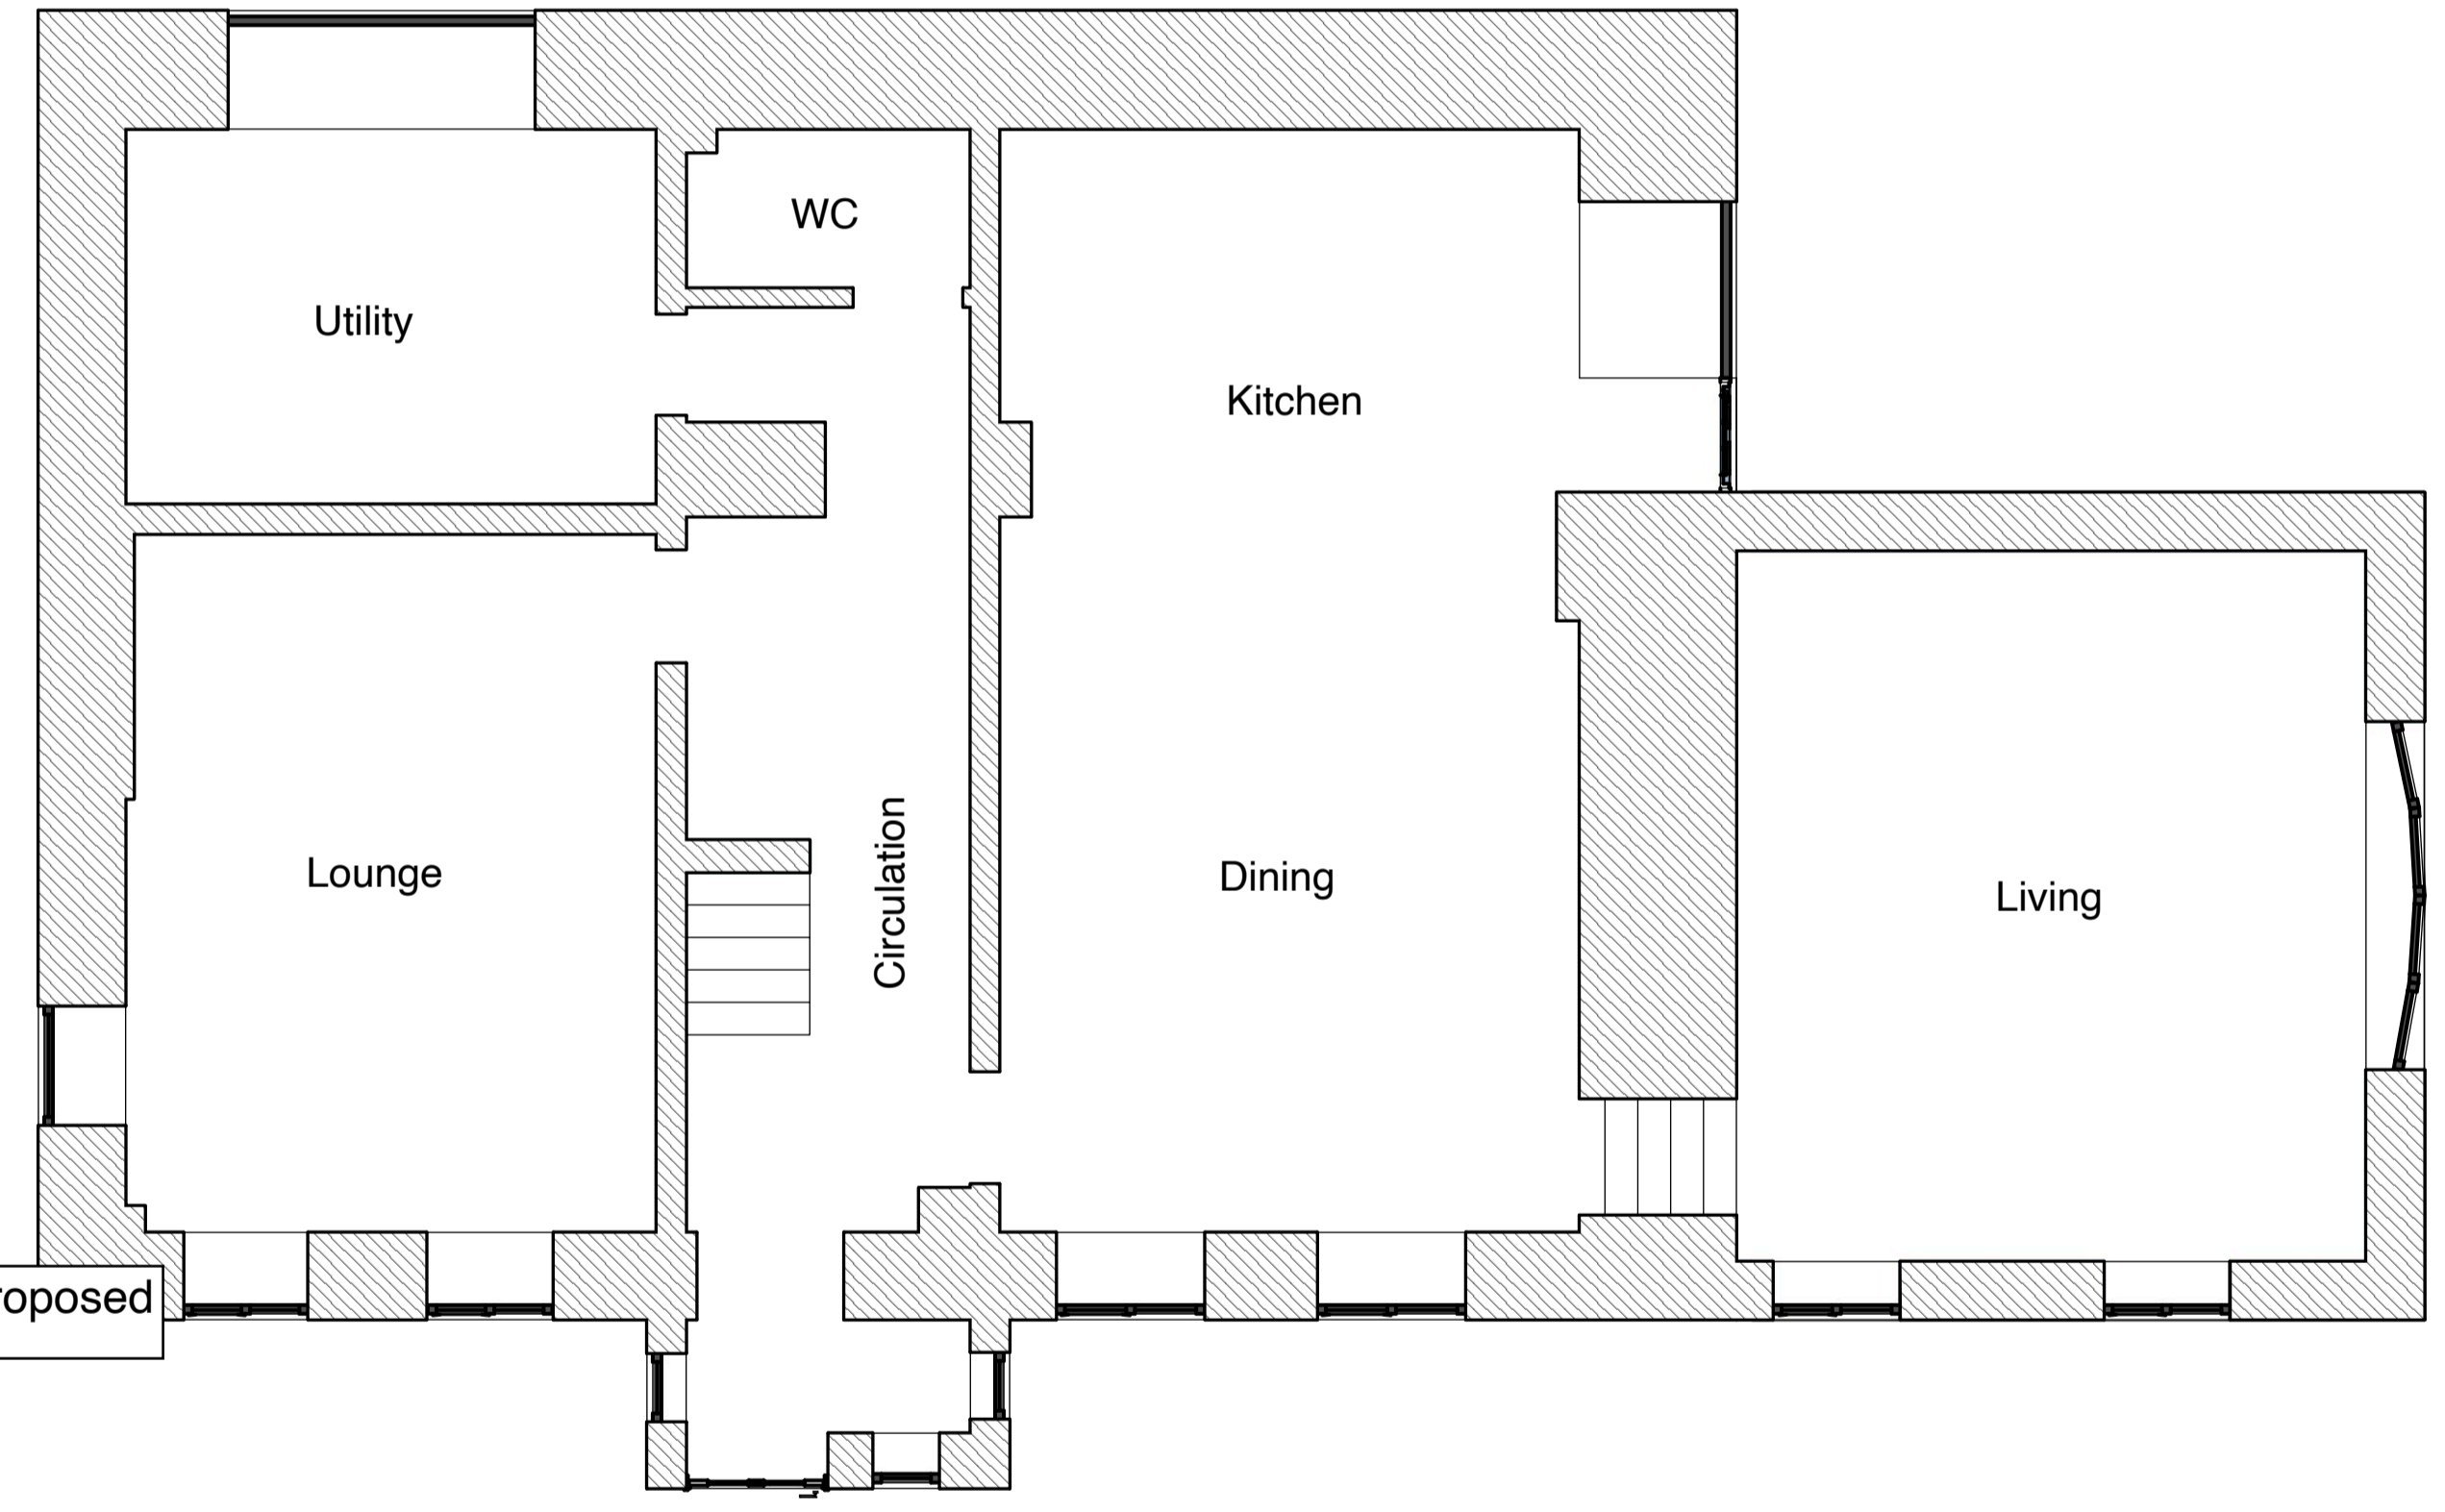 WC
Utility
Kitchen
Lounge
Circulation
Dining
Living
roposed